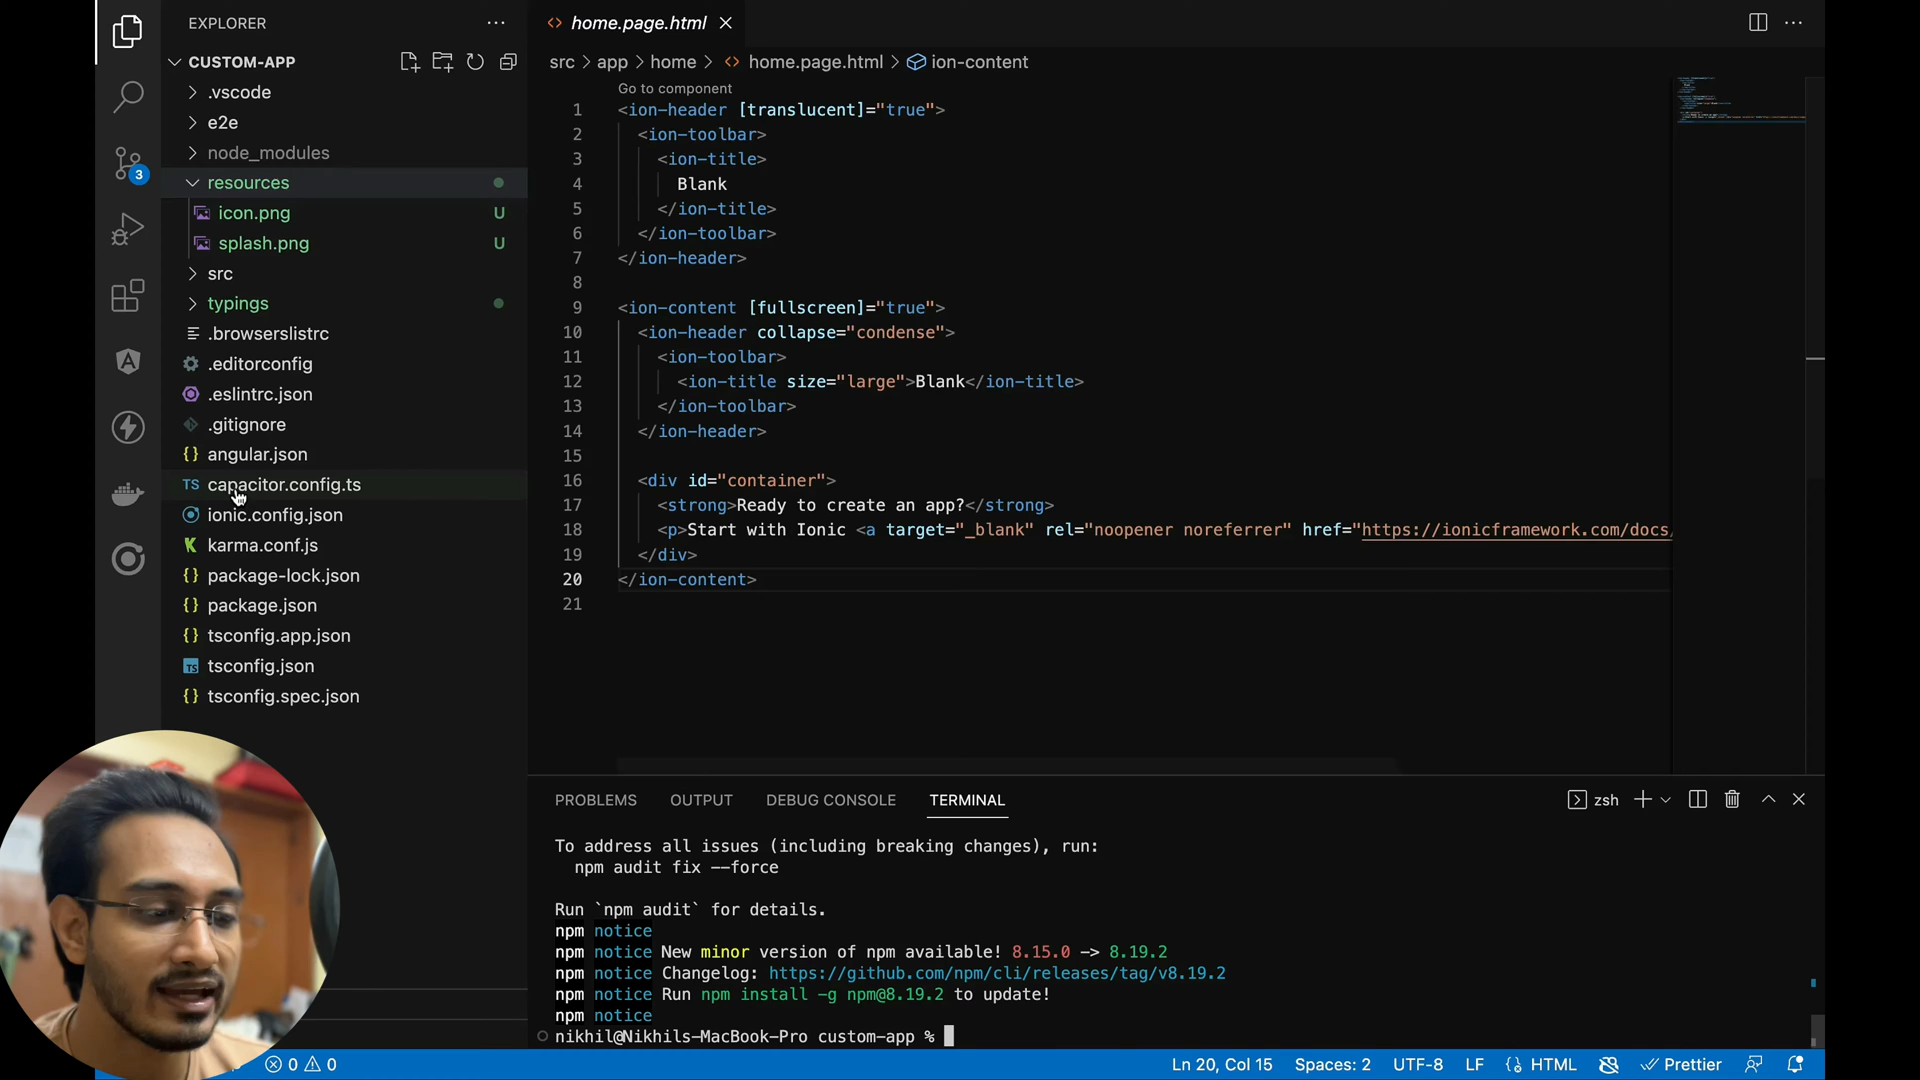 EXPLORER
CUSTOM-APP
.vscode
e2e
node_modules
resources
icon.png U
splash.png U
src
typings
.browserslistrc
.editorconfig
.eslintrc.json
.gitignore
{} angular.json
TS capacitor.config.ts
ionic.config.json
karma.conf.js
{} package-lock.json
{} package.json
{} tsconfig.app.json
TS tsconfig.json
{} tsconfig.spec.json
3
home.page.html
src > app > home > home.page.html > ion-content
Go to component
1 <ion-header [translucent]="true">
2 <ion-toolbar>
3 <ion-title>
4 Blank
5 </ion-title>
6 </ion-toolbar>
7 </ion-header>
8
9 <ion-content [fullscreen]="true">
10 <ion-header collapse="condense">
11 <ion-toolbar>
12 <ion-title size="large">Blank</ion-title>
13 </ion-toolbar>
14 </ion-header>
15
16 <div id="container">
17 <strong>Ready to create an app?</strong>
18 <p>Start with Ionic <a target="_blank" rel="noopener noreferrer" href="https://ionicframework.com/docs/
19 </div>
20 </ion-content>
21
PROBLEMS OUTPUT DEBUG CONSOLE TERMINAL zsh
To address all issues (including breaking changes), run:
npm audit fix --force
Run `npm audit` for details.
npm notice
npm notice New minor version of npm available! 8.15.0 -> 8.19.2
npm notice Changelog: https://github.com/npm/cli/releases/tag/v8.19.2
npm notice Run npm install -g npm@8.19.2 to update!
npm notice
nikhil@Nikhils-MacBook-Pro custom-app %
0 0 Ln 20, Col 15 Spaces: 2 UTF-8 LF {} HTML Prettier